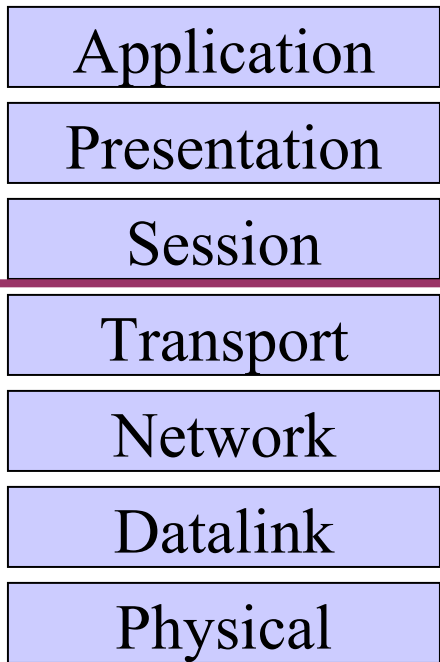 Application
Presentation
Session
Transport
Network
Datalink
Physical